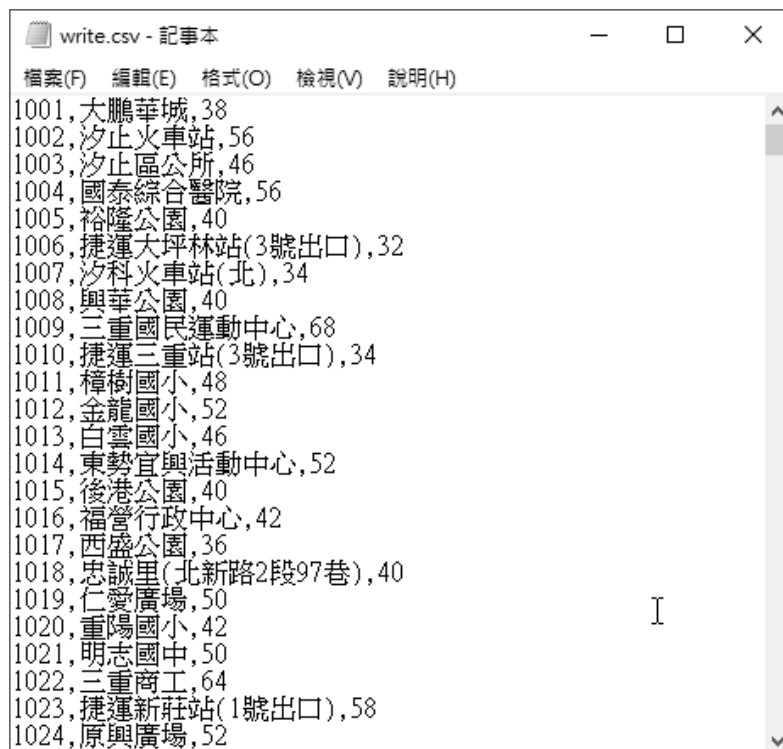 write.csv - 記事本
檔案(F) 編輯(E) 格式(O) 檢視(V) 說明(H)
1001,大鵬華城,38
1002,汐止火車站,56
1003,汐止區公所,46
1004,國泰綜合醫院,56
1005,裕隆公園,40
1006,捷運大坪林站(3號出口),32
1007,汐科火車站(北),34
1008,興華公園,40
1009,三重國民運動中心,68
1010,捷運三重站(3號出口),34
1011,樟樹國小,48
1012,金龍國小,52
1013,白雲國小,46
1014,東勢宜興活動中心,52
1015,後港公園,40
1016,福營行政中心,42
1017,西盛公園,36
1018,忠誠里(北新路2段97巷),40
1019,仁愛廣場,50
1020,重陽國小,42
1021,明志國中,50
1022,三重商工,64
1023,捷運新莊站(1號出口),58
1024,原興廣場,52